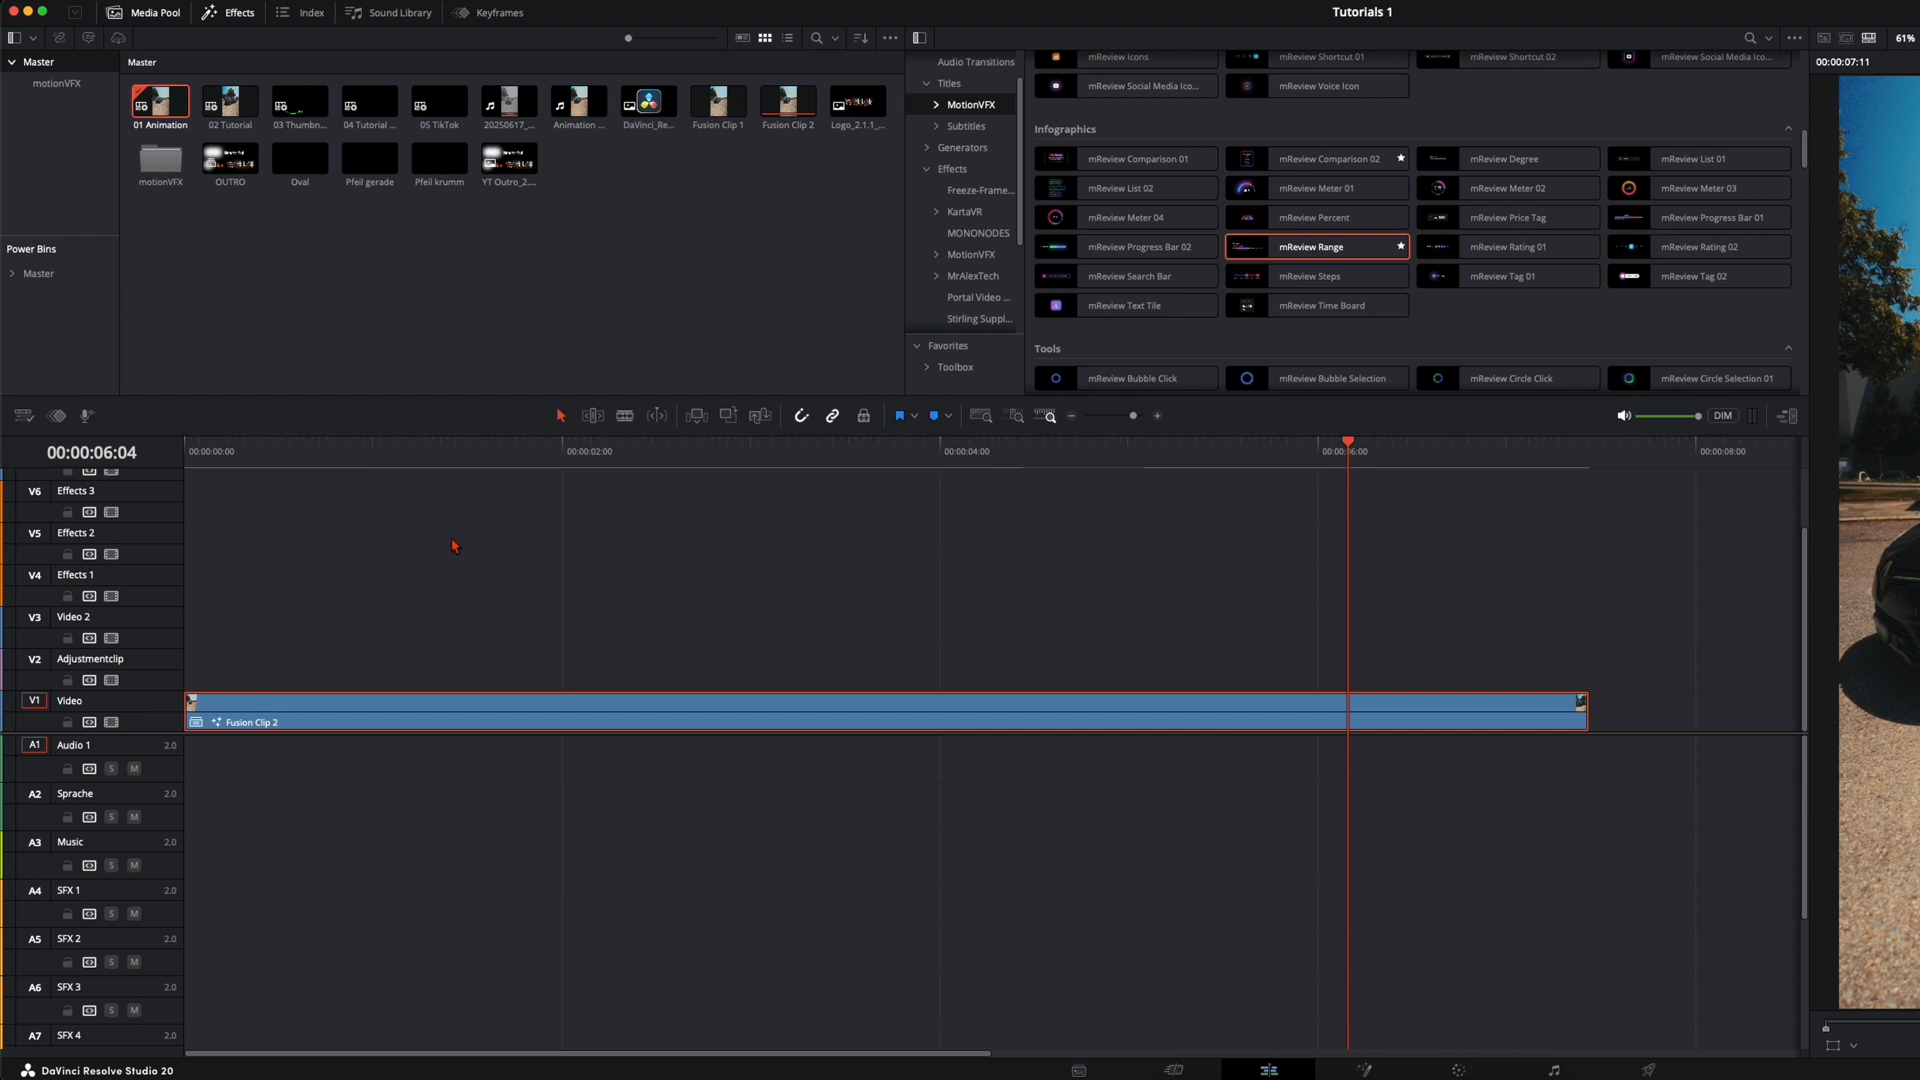 Media Pool Effects Index Sound Library Keyframes Tutorials 1
61%
Master Master
motionVFX
01 Animation 02 Tutorial 03 Thumbn... 04 Tutorial ... 05 TikTok 20250617_... Animation ... DaVinci_Re... Fusion Clip 1 Fusion Clip 2 Logo_2.1.1_...
motionVFX OUTRO Oval Pfeil gerade Pfeil krumm YT Outro_2....
Power Bins
Master
Audio Transitions
Titles
MotionVFX
Subtitles
Generators
Effects
Freeze-Frame...
KartaVR
MONONODES
MotionVFX
MrAlexTech
Portal Video ...
Stirling Suppl...
Favorites
Toolbox
mReview Icons mReview Shortcut 01 mReview Shortcut 02 mReview Social Media Ico...
mReview Social Media Ico... mReview Voice Icon
Infographics
mReview Comparison 01 mReview Comparison 02 mReview Degree mReview List 01
mReview List 02 mReview Meter 01 mReview Meter 02 mReview Meter 03
mReview Meter 04 mReview Percent mReview Price Tag mReview Progress Bar 01
mReview Progress Bar 02 mReview Range mReview Rating 01 mReview Rating 02
mReview Search Bar mReview Steps mReview Tag 01 mReview Tag 02
mReview Text Tile mReview Time Board
Tools
mReview Bubble Click mReview Bubble Selection mReview Circle Click mReview Circle Selection 01
00:00:07:11
DIM
00:00:06:04 00:00:00:00 00:00:02:00 00:00:04:00 00:00:06:00 00:00:08:00
V6 Effects 3
V5 Effects 2
V4 Effects 1
V3 Video 2
V2 Adjustmentclip
V1 Video
Fusion Clip 2
A1 Audio 1 2.0
S M
A2 Sprache 2.0
S M
A3 Music 2.0
S M
A4 SFX 1 2.0
S M
A5 SFX 2 2.0
S M
A6 SFX 3 2.0
S M
A7 SFX 4 2.0
DaVinci Resolve Studio 20